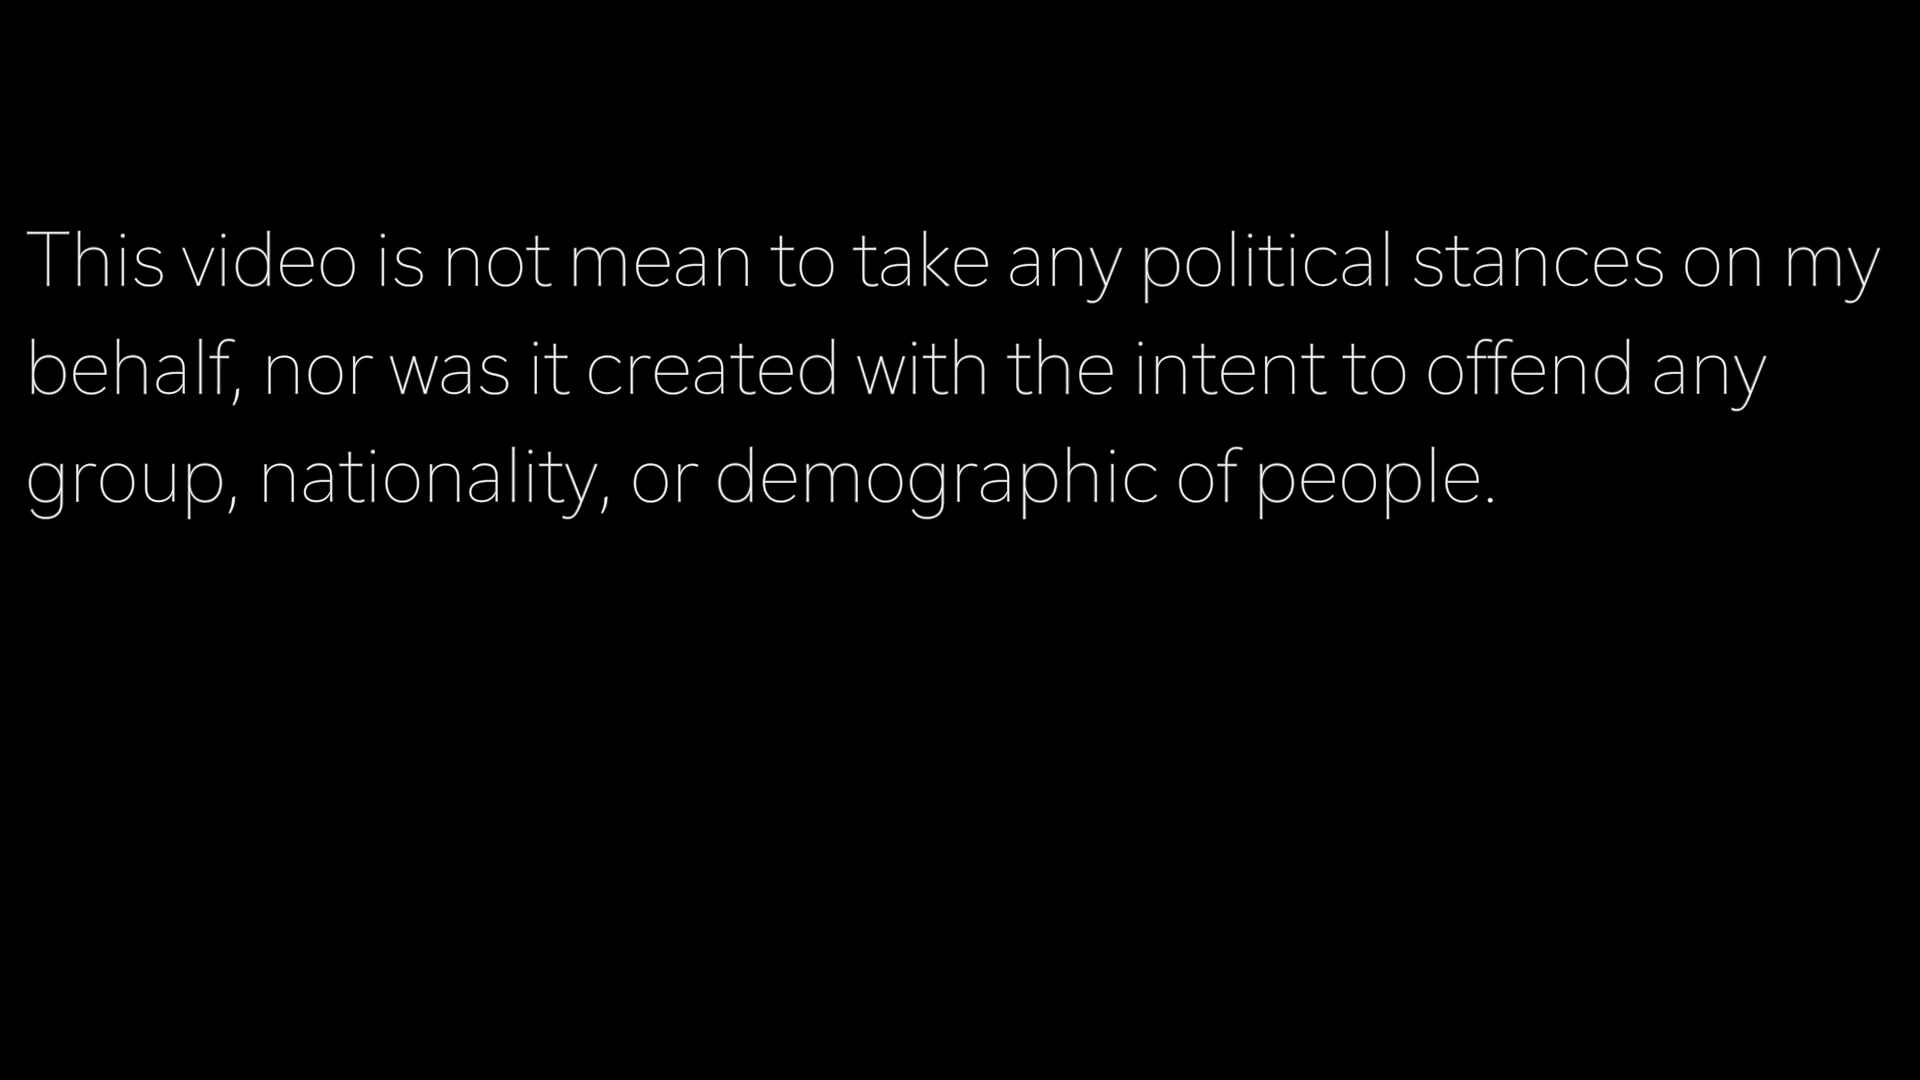 This video is not mean to take any political stances on my
behalf, nor was it created with the intent to offend any
group, nationality, or demographic of people.